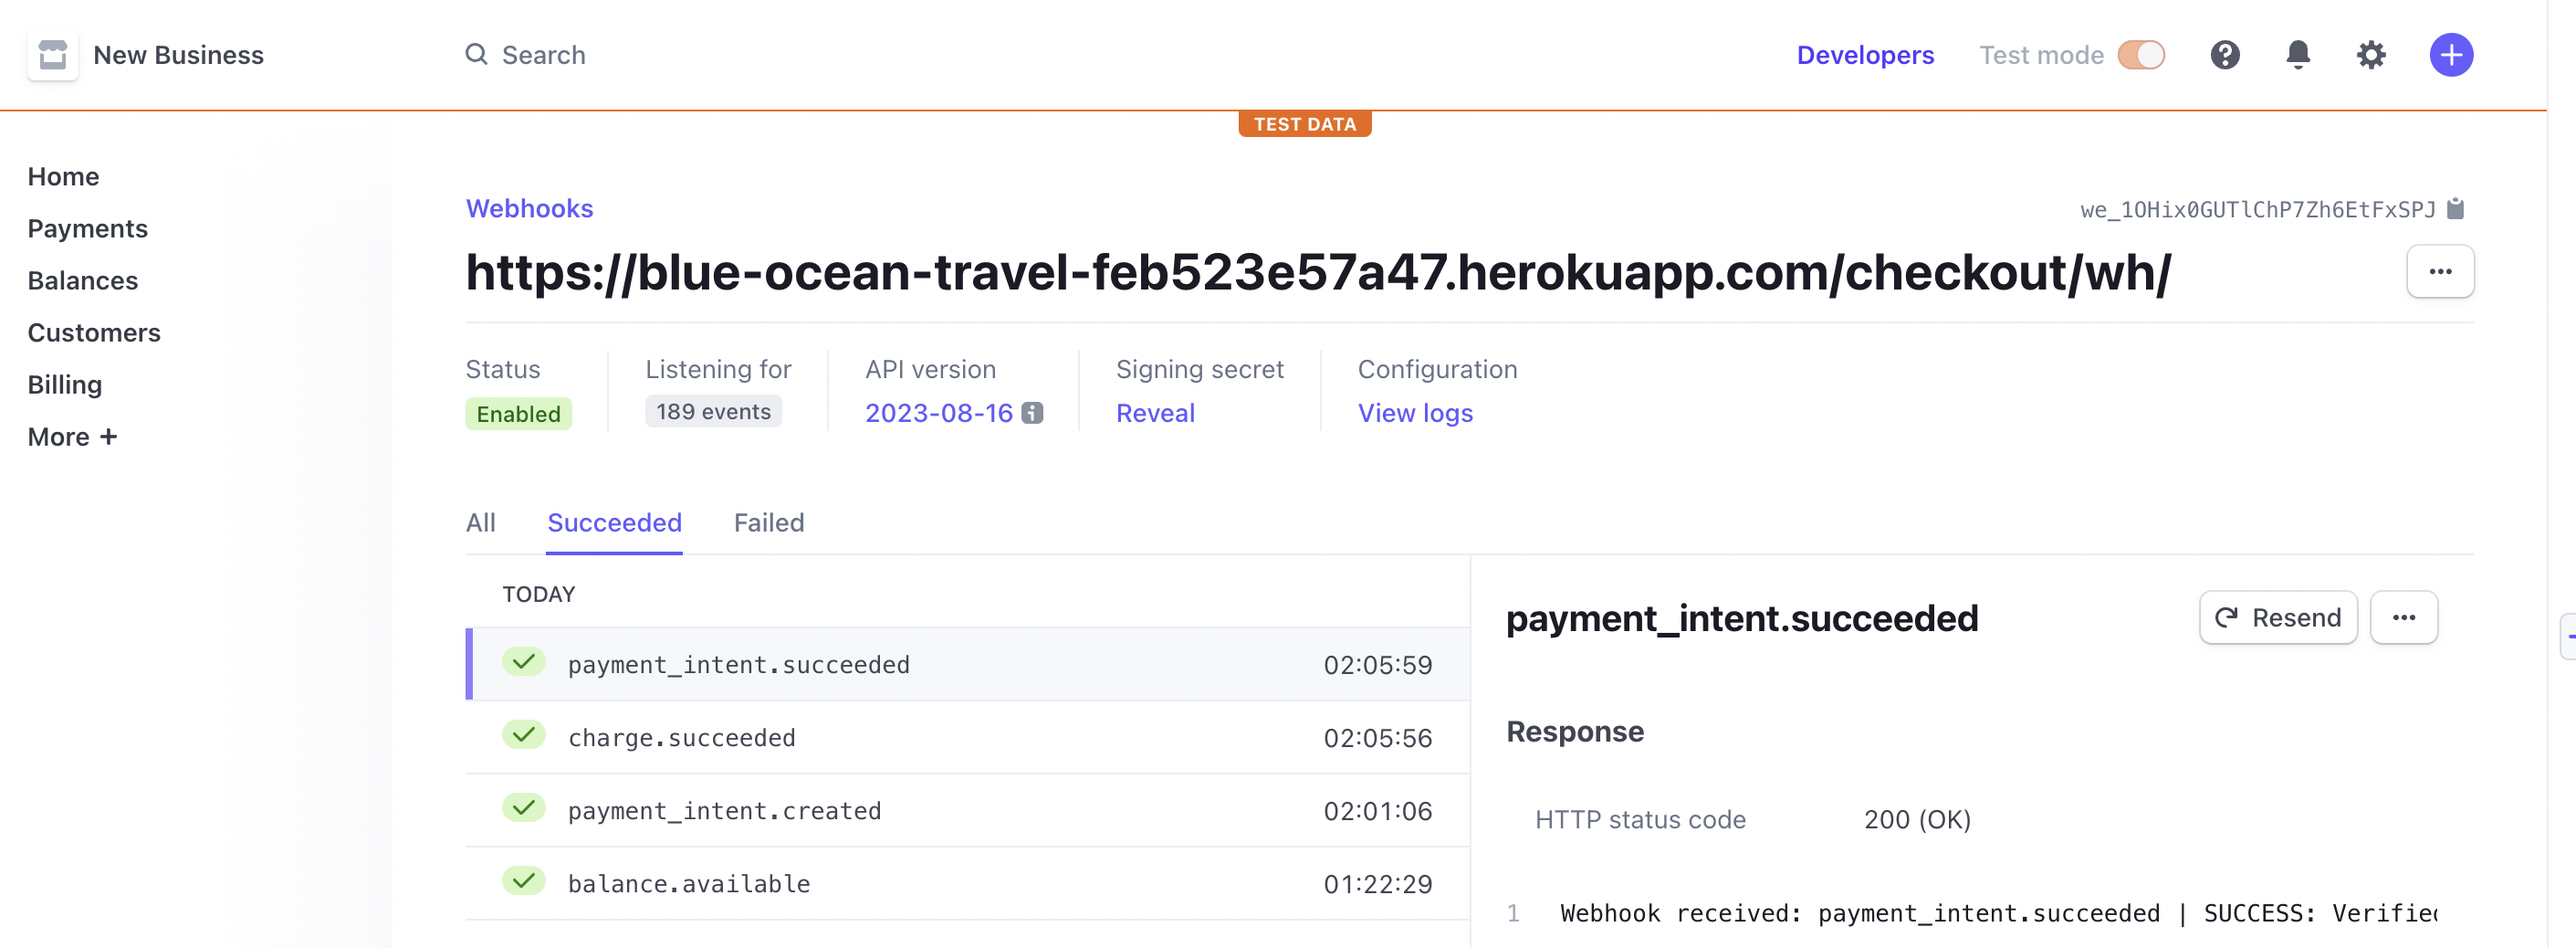 New Business
Search
Developers
Test mode
TEST DATA
Home
Payments
Balances
Customers
Billing
More +
Webhooks
we_1OHix0GUTlChP7Zh6EtFxSPJ
https://blue-ocean-travel-feb523e57a47.herokuapp.com/checkout/wh/
Status
Enabled
Listening for
189 events
API version
2023-08-16
Signing secret
Reveal
Configuration
View logs
All
Succeeded
Failed
TODAY
payment_intent.succeeded 02:05:59
charge.succeeded 02:05:56
payment_intent.created 02:01:06
balance.available 01:22:29
payment_intent.succeeded
Resend
Response
HTTP status code 200 (OK)
1 Webhook received: payment_intent.succeeded | SUCCESS: Verified